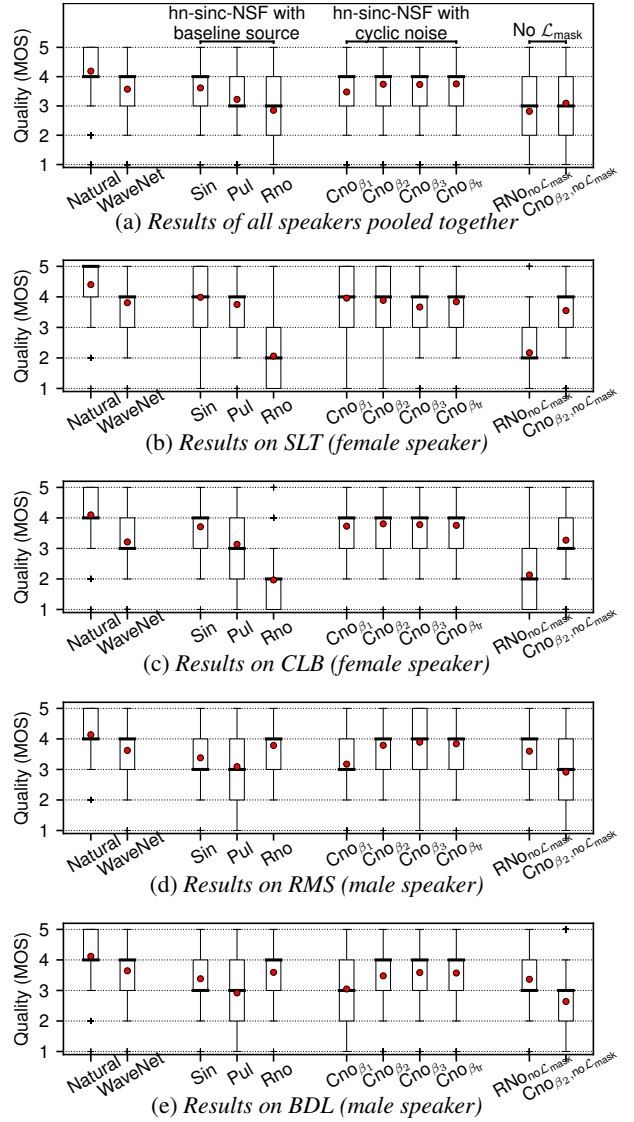 hn-sinc-NSF with baseline source
hn-sinc-NSF with cyclic noise
No ℒmask
Quality (MOS)
5
4
3
2
1
Natural
WaveNet
Sin
Pul
Rno
Cnoβ1
Cnoβ2
Cnoβ3
Cnoβtr
RNono ℒmask
Cnoβ2, no ℒmask
(a) Results of all speakers pooled together
Quality (MOS)
5
4
3
2
1
Natural
WaveNet
Sin
Pul
Rno
Cnoβ1
Cnoβ2
Cnoβ3
Cnoβtr
RNono ℒmask
Cnoβ2, no ℒmask
(b) Results on SLT (female speaker)
Quality (MOS)
5
4
3
2
1
Natural
WaveNet
Sin
Pul
Rno
Cnoβ1
Cnoβ2
Cnoβ3
Cnoβtr
RNono ℒmask
Cnoβ2, no ℒmask
(c) Results on CLB (female speaker)
Quality (MOS)
5
4
3
2
1
Natural
WaveNet
Sin
Pul
Rno
Cnoβ1
Cnoβ2
Cnoβ3
Cnoβtr
RNono ℒmask
Cnoβ2, no ℒmask
(d) Results on RMS (male speaker)
Quality (MOS)
5
4
3
2
1
Natural
WaveNet
Sin
Pul
Rno
Cnoβ1
Cnoβ2
Cnoβ3
Cnoβtr
RNono ℒmask
Cnoβ2, no ℒmask
(e) Results on BDL (male speaker)